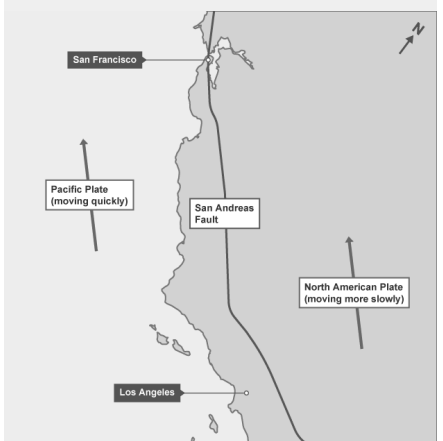 N
San Francisco
Pacific Plate
(moving quickly)
San Andreas
Fault
North American Plate
(moving more slowly)
Los Angeles